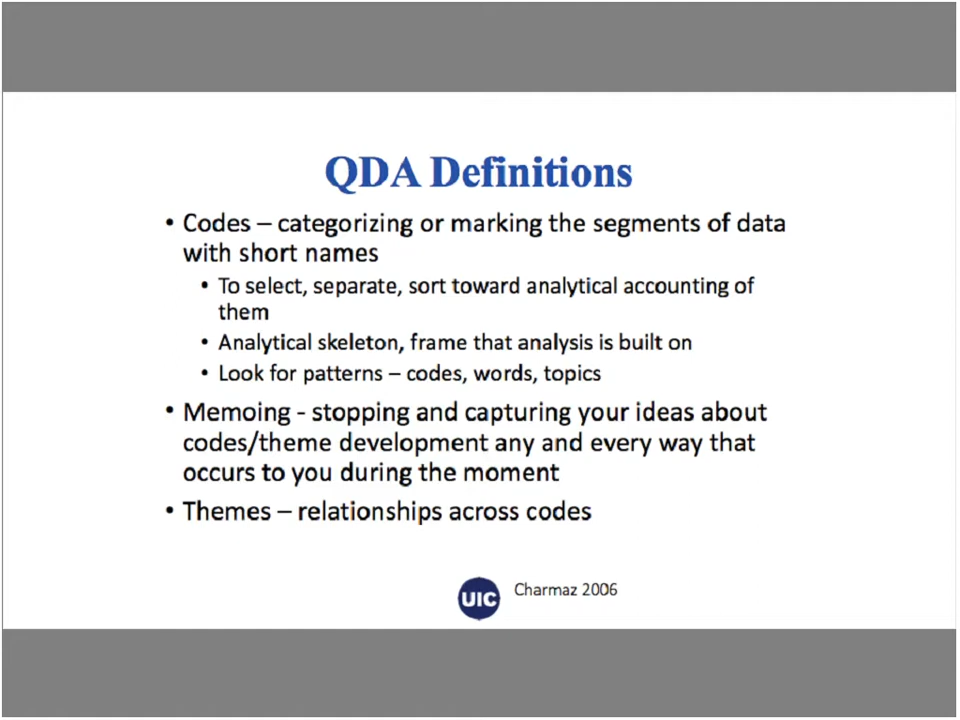 QDA Definitions
• Codes – categorizing or marking the segments of data
with short names
• To select, separate, sort toward analytical accounting of
them
• Analytical skeleton, frame that analysis is built on
• Look for patterns – codes, words, topics
• Memoing - stopping and capturing your ideas about
codes/theme development any and every way that
occurs to you during the moment
• Themes – relationships across codes
UIC
Charmaz 2006